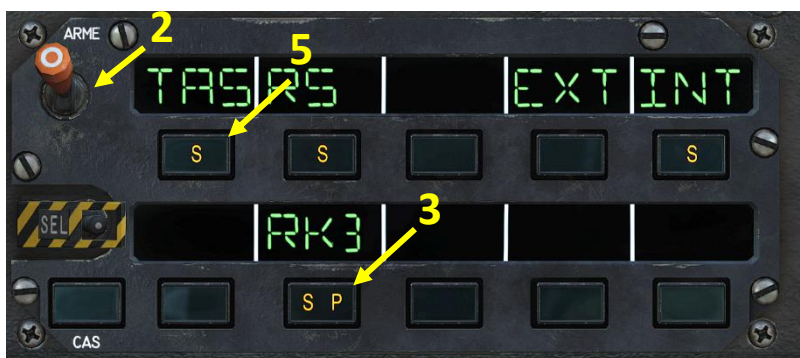 ARME
2
5
TAS RS EXT INT
S S S
SEL
RK3
3
S P
CAS